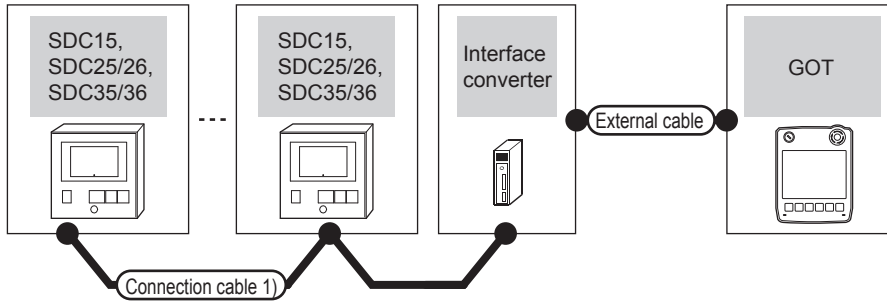 SDC15,
SDC25/26,
SDC35/36
SDC15,
SDC25/26,
SDC35/36
Interface
converter
GOT
External cable
Connection cable 1)